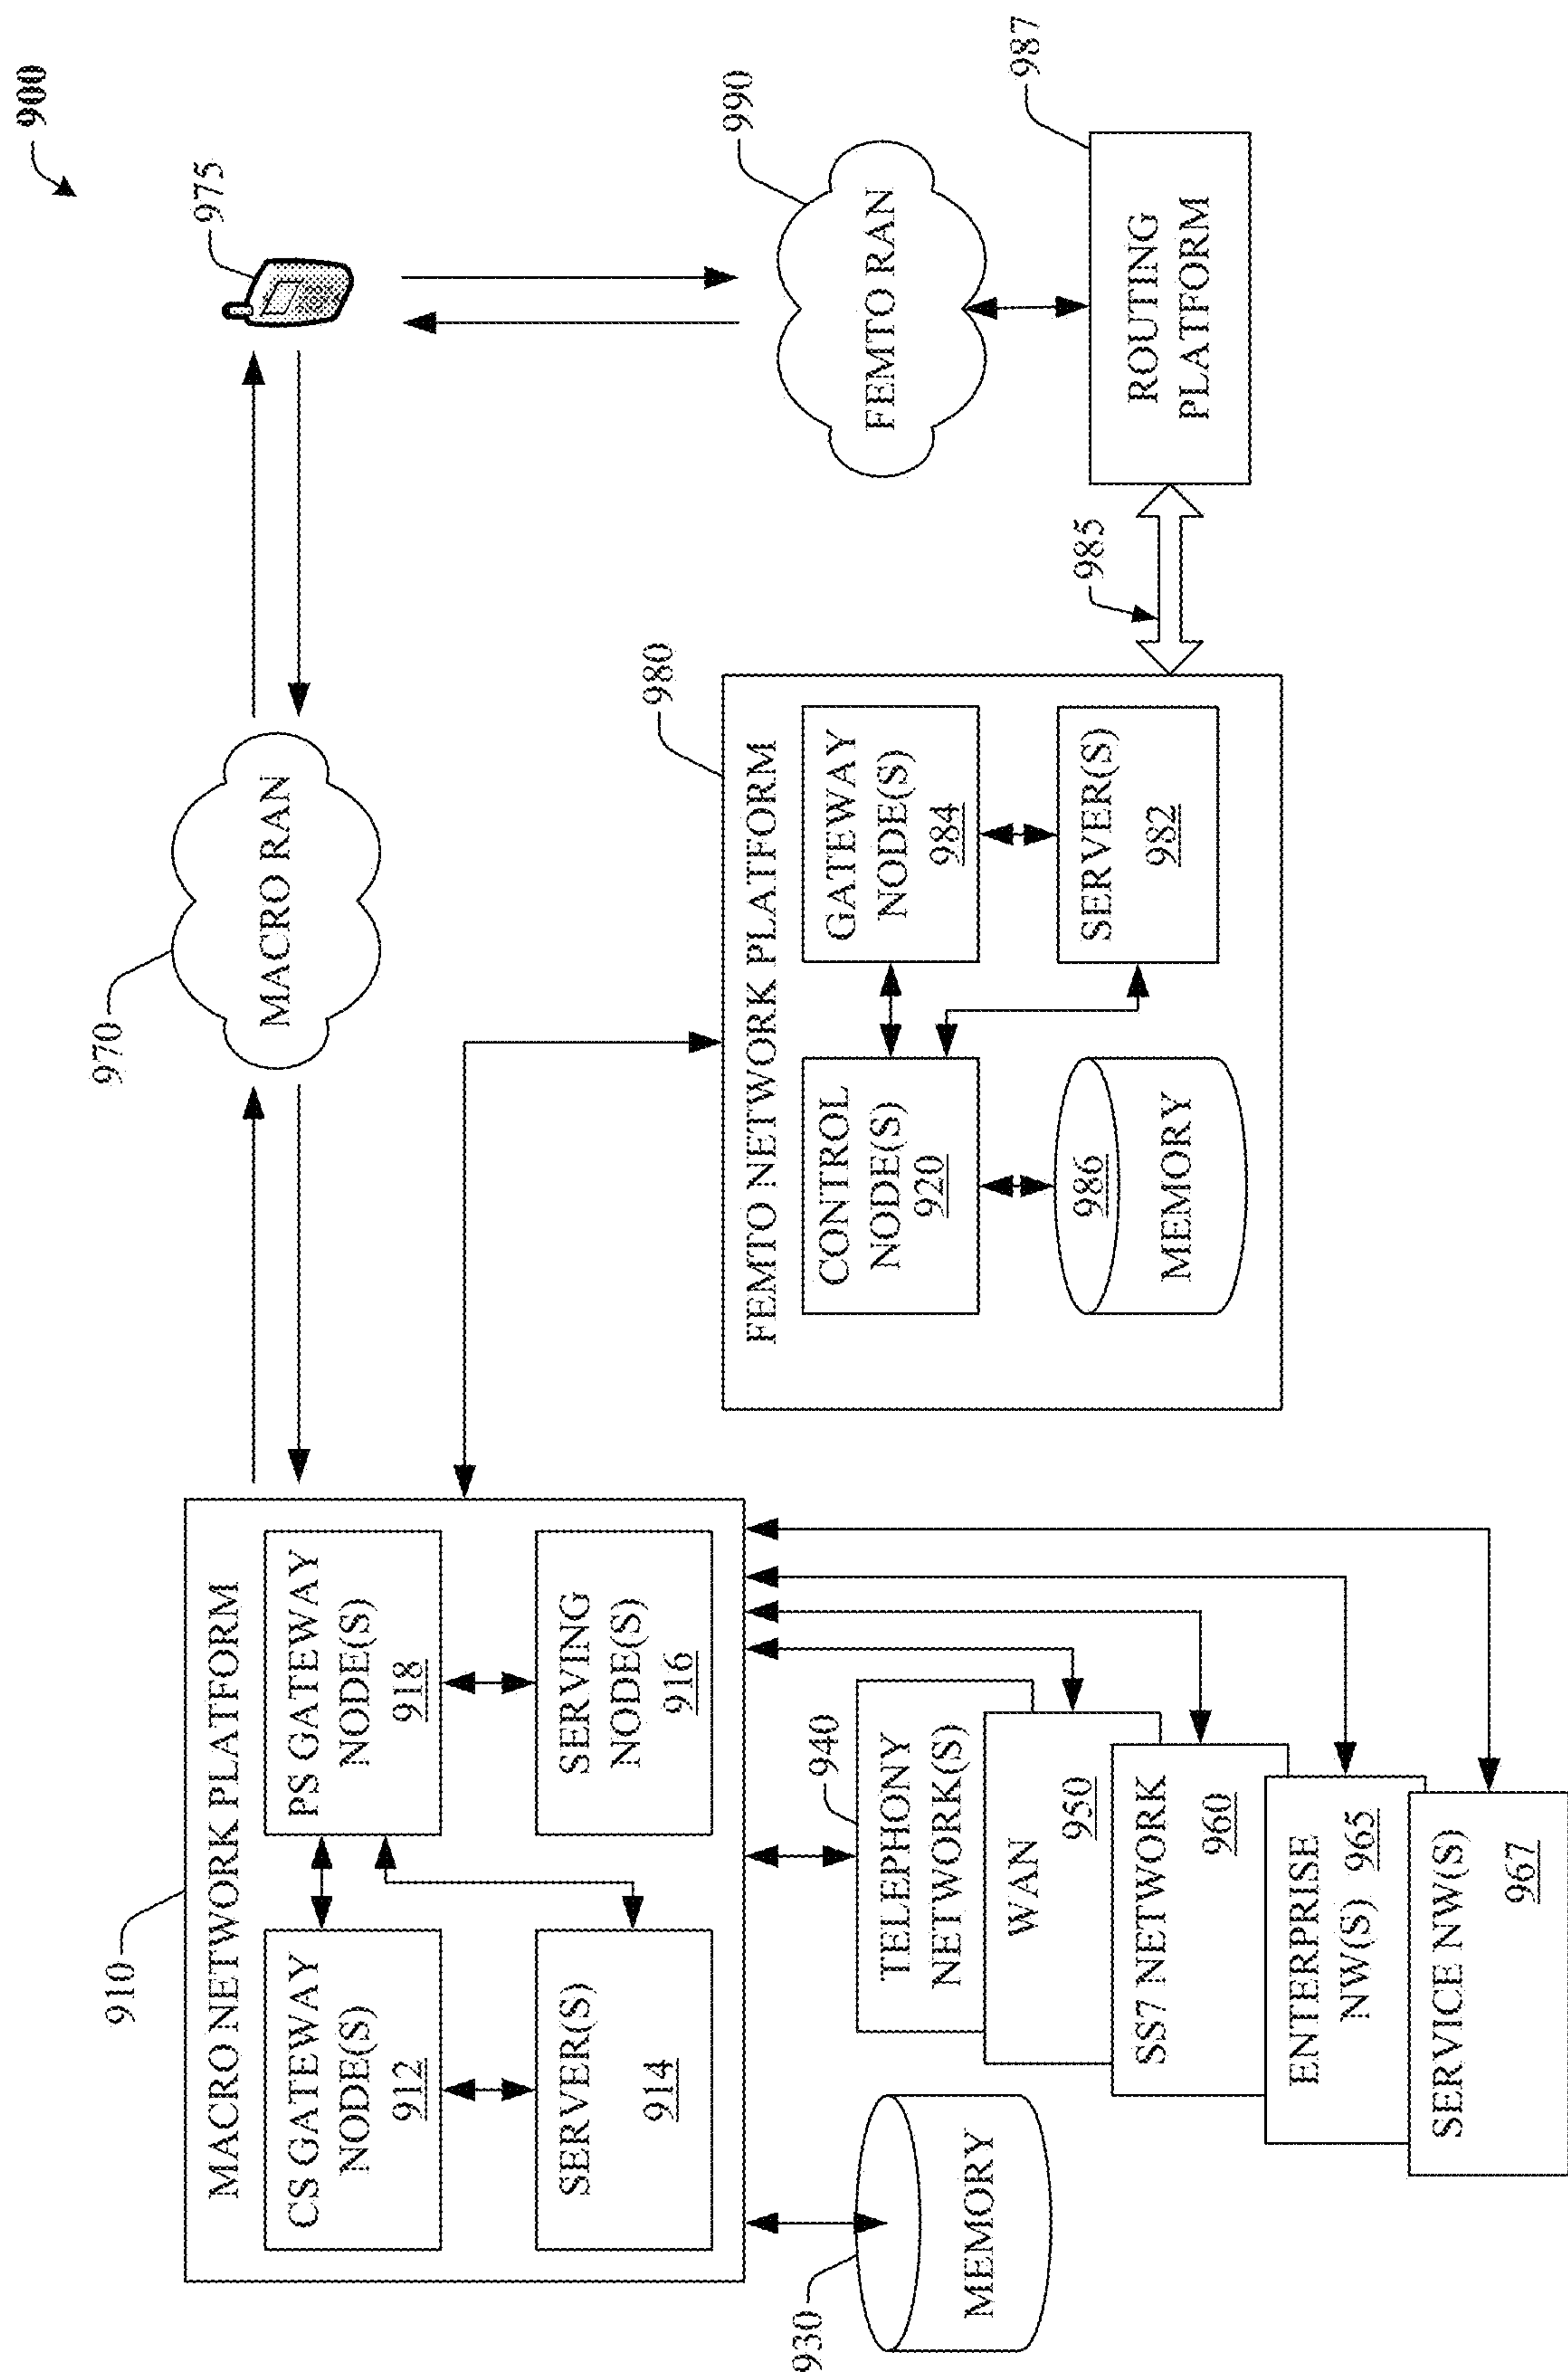 900
910
MACRO NETWORK PLATFORM
CS GATEWAY
NODE(S)
912
PS GATEWAY
NODE(S)
918
SERVER(S)
914
SERVING
NODE(S)
916
970
MACRO RAN
975
930
MEMORY
940
TELEPHONY
NETWORK(S)
WAN
950
SS7 NETWORK
960
ENTERPRISE
NW(S) 965
SERVICE NW(S)
967
980
FEMTO NETWORK PLATFORM
CONTROL
NODE(S)
920
GATEWAY
NODE(S)
984
986
MEMORY
SERVER(S)
982
985
990
FEMTO RAN
987
ROUTING
PLATFORM